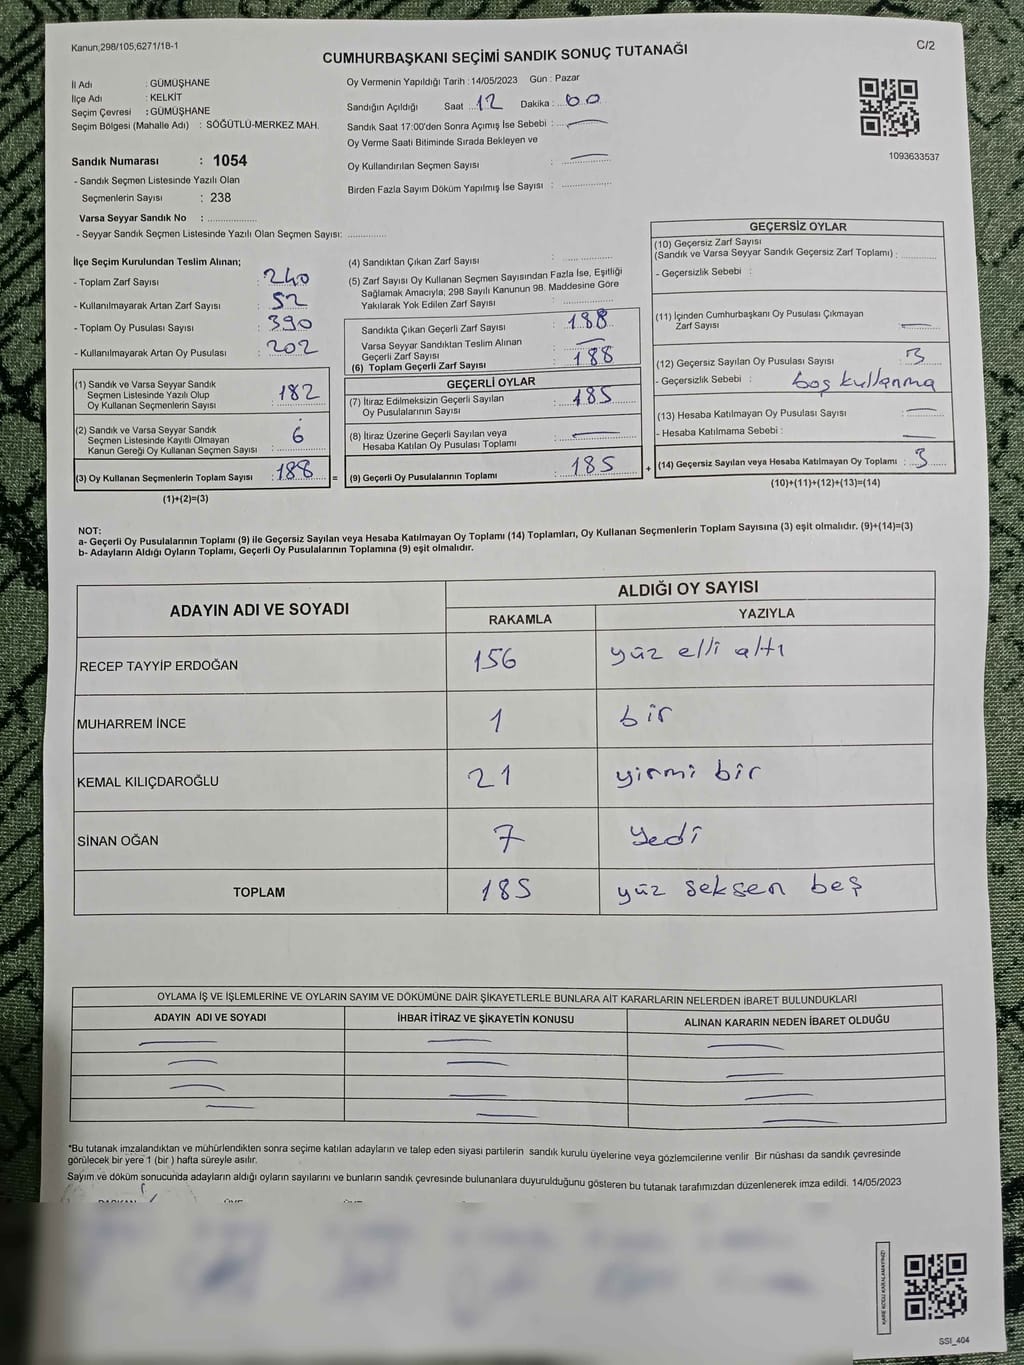 Kanun;298/105;6271/18-1
C/2
CUMHURBAŞKANI SEÇİMİ SANDIK SONUÇ TUTANAĞI
İl Adı : GÜMÜŞHANE
İlçe Adı : KELKİT
Seçim Çevresi : GÜMÜŞHANE
Seçim Bölgesi (Mahalle Adı) : SÖĞÜTLÜ-MERKEZ MAH.
Sandık Numarası : 1054
- Sandık Seçmen Listesinde Yazılı Olan
Seçmenlerin Sayısı : 238
Varsa Seyyar Sandık No :
- Seyyar Sandık Seçmen Listesinde Yazılı Olan Seçmen Sayısı:
Oy Vermenin Yapıldığı Tarih : 14/05/2023 Gün : Pazar
Sandığın Açıldığı Saat 12 Dakika : 00
Sandık Saat 17:00'den Sonra Açımış İse Sebebi :
Oy Verme Saati Bitiminde Sırada Bekleyen ve
Oy Kullandırılan Seçmen Sayısı :
Birden Fazla Sayım Döküm Yapılmış İse Sayısı :
1093633537
İlçe Seçim Kurulundan Teslim Alınan;
- Toplam Zarf Sayısı : 240
- Kullanılmayarak Artan Zarf Sayısı : 52
- Toplam Oy Pusulası Sayısı : 390
- Kullanılmayarak Artan Oy Pusulası : 202
(1) Sandık ve Varsa Seyyar Sandık
Seçmen Listesinde Yazılı Olup
Oy Kullanan Seçmenlerin Sayısı : 182
(2) Sandık ve Varsa Seyyar Sandık
Seçmen Listesinde Kayıtlı Olmayan
Kanun Gereği Oy Kullanan Seçmen Sayısı : 6
(3) Oy Kullanan Seçmenlerin Toplam Sayısı : 188
(1)+(2)=(3)
=
(4) Sandıktan Çıkan Zarf Sayısı :
(5) Zarf Sayısı Oy Kullanan Seçmen Sayısından Fazla İse, Eşitliği
Sağlamak Amacıyla; 298 Sayılı Kanunun 98. Maddesine Göre
Yakılarak Yok Edilen Zarf Sayısı :
Sandıkta Çıkan Geçerli Zarf Sayısı : 188
Varsa Seyyar Sandıktan Teslim Alınan
Geçerli Zarf Sayısı :
(6) Toplam Geçerli Zarf Sayısı : 188
GEÇERLİ OYLAR
(7) İtiraz Edilmeksizin Geçerli Sayılan
Oy Pusulalarının Sayısı : 185
(8) İtiraz Üzerine Geçerli Sayılan veya
Hesaba Katılan Oy Pusulası Toplamı :
(9) Geçerli Oy Pusulalarının Toplamı : 185
+
GEÇERSİZ OYLAR
(10) Geçersiz Zarf Sayısı
(Sandık ve Varsa Seyyar Sandık Geçersiz Zarf Toplamı) :
- Geçersizlik Sebebi :
(11) İçinden Cumhurbaşkanı Oy Pusulası Çıkmayan
Zarf Sayısı :
(12) Geçersiz Sayılan Oy Pusulası Sayısı : 3
- Geçersizlik Sebebi : boş kullanma
(13) Hesaba Katılmayan Oy Pusulası Sayısı :
- Hesaba Katılmama Sebebi :
(14) Geçersiz Sayılan veya Hesaba Katılmayan Oy Toplamı : 3
(10)+(11)+(12)+(13)=(14)
NOT:
a- Geçerli Oy Pusulalarının Toplamı (9) ile Geçersiz Sayılan veya Hesaba Katılmayan Oy Toplamı (14) Toplamları, Oy Kullanan Seçmenlerin Toplam Sayısına (3) eşit olmalıdır. (9)+(14)=(3)
b- Adayların Aldığı Oyların Toplamı, Geçerli Oy Pusulalarının Toplamına (9) eşit olmalıdır.
ADAYIN ADI VE SOYADI
ALDIĞI OY SAYISI
RAKAMLA YAZIYLA
RECEP TAYYİP ERDOĞAN 156 yüz elli altı
MUHARREM İNCE 1 bir
KEMAL KILIÇDAROĞLU 21 yirmi bir
SİNAN OĞAN 7 yedi
TOPLAM 185 yüz seksen beş
OYLAMA İŞ VE İŞLEMLERİNE VE OYLARIN SAYIM VE DÖKÜMÜNE DAİR ŞİKAYETLERLE BUNLARA AİT KARARLARIN NELERDEN İBARET BULUNDUKLARI
ADAYIN ADI VE SOYADI İHBAR İTİRAZ VE ŞİKAYETİN KONUSU ALINAN KARARIN NEDEN İBARET OLDUĞU
*Bu tutanak imzalandıktan ve mühürlendikten sonra seçime katılan adayların ve talep eden siyasi partilerin sandık kurulu üyelerine veya gözlemcilerine verilir. Bir nüshası da sandık çevresinde
görülecek bir yere 1 (bir ) hafta süreyle asılır.
Sayım ve döküm sonucunda adayların aldığı oyların sayılarını ve bunların sandık çevresinde bulunanlara duyurulduğunu gösteren bu tutanak tarafımızdan düzenlenerek imza edildi. 14/05/2023
KARE KODU KARALAMAYINIZ!
SSI_404